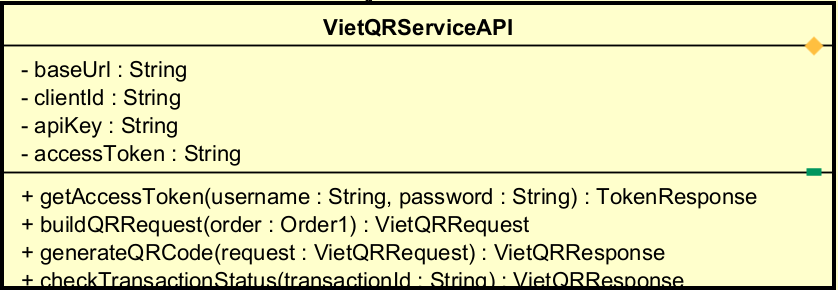 VietQRServiceAPI
- baseUrl : String
- clientId : String
- apiKey : String
- accessToken : String
+ getAccessToken(username : String, password : String) : TokenResponse
+ buildQRRequest(order : Order1) : VietQRRequest
+ generateQRCode(request : VietQRRequest) : VietQRResponse
+ checkTransactionStatus(transactionId : String) : VietQRResponse